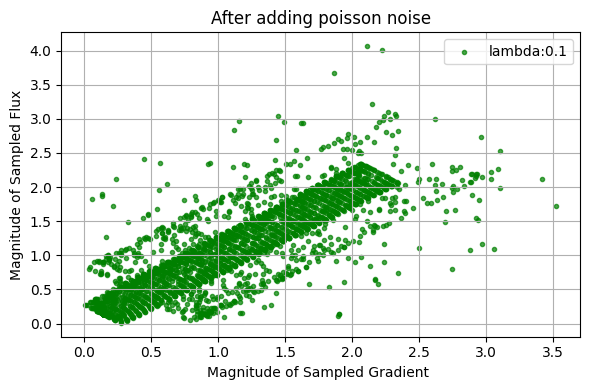 After adding poisson noise
lambda:0.1
Magnitude of Sampled Flux
4.0
3.5
3.0
2.5
2.0
1.5
1.0
0.5
0.0
0.0 0.5 1.0 1.5 2.0 2.5 3.0 3.5
Magnitude of Sampled Gradient